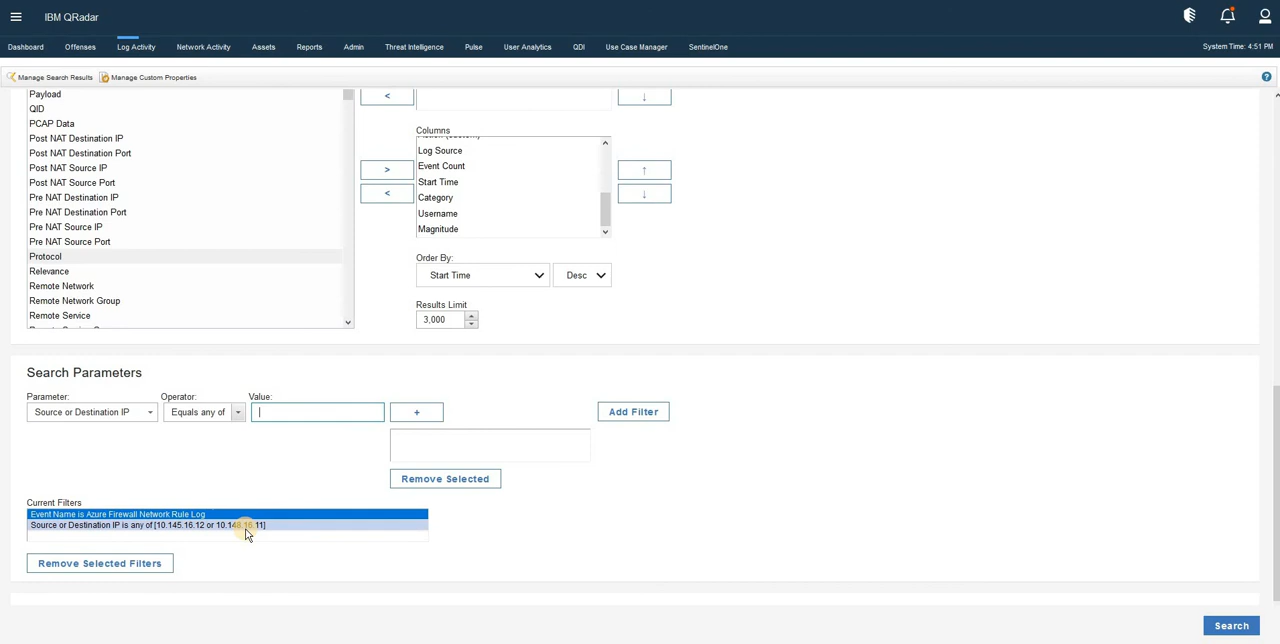 IBM QRadar
Dashboard Offenses Log Activity Network Activity Assets Reports Admin Threat Intelligence Pulse User Analytics QDI Use Case Manager SentinelOne System Time: 4:51 PM
Manage Search Results Manage Custom Properties ?
Payload
QID
PCAP Data
Post NAT Destination IP
Post NAT Destination Port
Post NAT Source IP
Post NAT Source Port
Pre NAT Destination IP
Pre NAT Destination Port
Pre NAT Source IP
Pre NAT Source Port
Protocol
Relevance
Remote Network
Remote Network Group
Remote Service
< ↓
Columns
Log Source
Event Count
Start Time
Category
Username
Magnitude
> ↑
< ↓
Order By:
Start Time Desc
Results Limit
3,000
Search Parameters
Parameter: Operator: Value:
Source or Destination IP Equals any of + Add Filter
Remove Selected
Current Filters
Event Name is Azure Firewall Network Rule Log
Source or Destination IP is any of [10.145.16.12 or 10.148.16.11]
Remove Selected Filters
Search